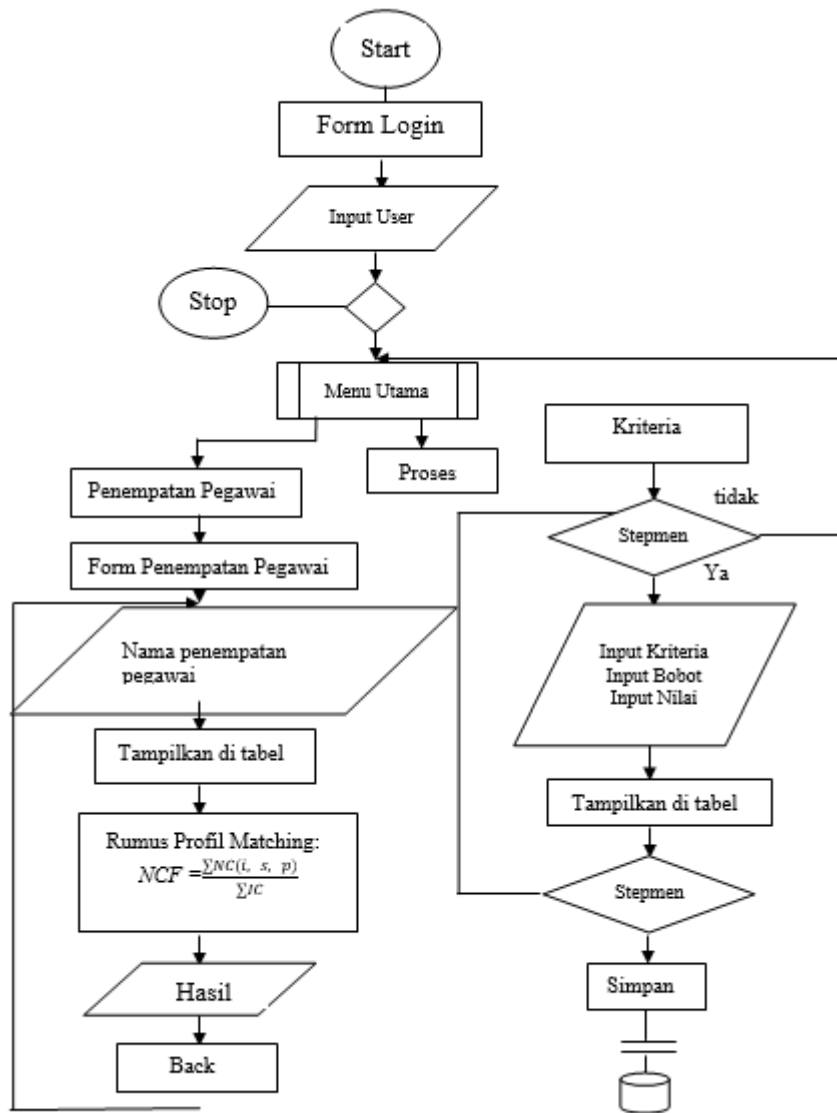 Start
Form Login
Input User
Stop
Menu Utama
Proses
Penempatan Pegawai
Form Penempatan Pegawai
Nama penempatan
pegawai
Tampilkan di tabel
Rumus Profil Matching:
NCF = ∑NC(i, s, p) / ∑IC
Hasil
Back
Kriteria
tidak
Stepmen
Ya
Input Kriteria
Input Bobot
Input Nilai
Tampilkan di tabel
Stepmen
Simpan